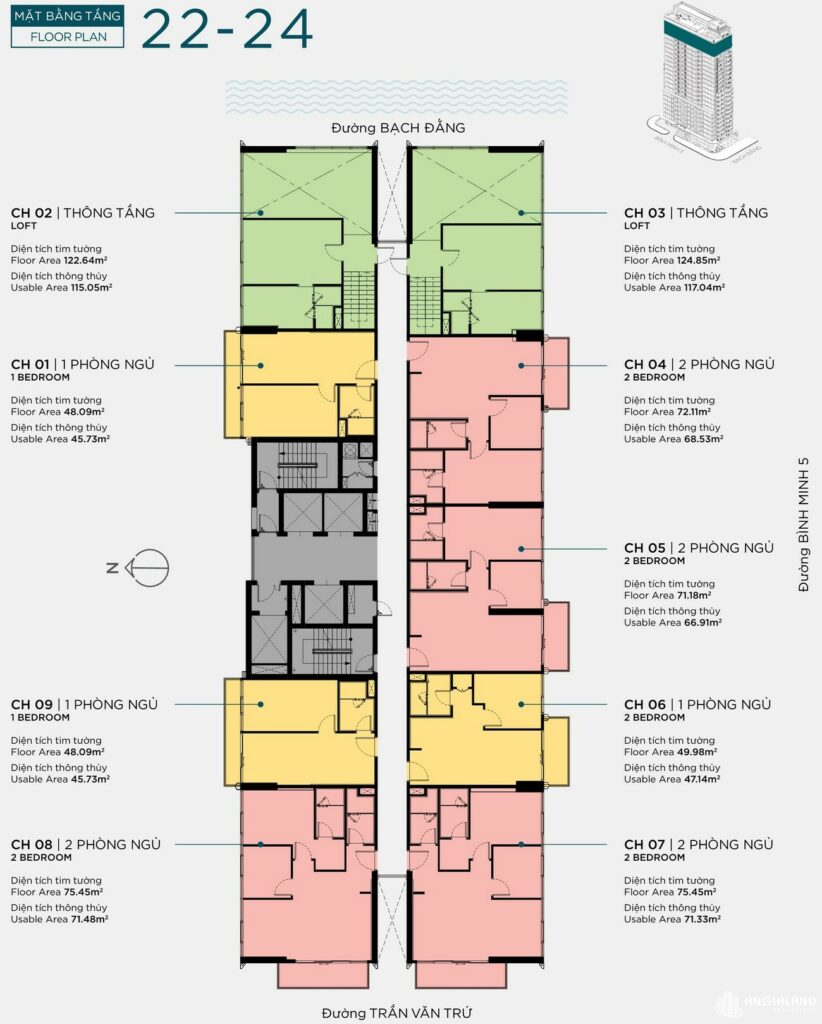 MẶT BẰNG TẦNG
FLOOR PLAN
22-24
BÌNH MINH 5
BẠCH ĐẰNG
Đường BẠCH ĐẰNG
CH 02 | THÔNG TẦNG
LOFT
Diện tích tim tường
Floor Area 122.64m²
Diện tích thông thủy
Usable Area 115.05m²
CH 03 | THÔNG TẦNG
LOFT
Diện tích tim tường
Floor Area 124.85m²
Diện tích thông thủy
Usable Area 117.04m²
CH 01 | 1 PHÒNG NGỦ
1 BEDROOM
Diện tích tim tường
Floor Area 48.09m²
Diện tích thông thủy
Usable Area 45.73m²
CH 04 | 2 PHÒNG NGỦ
2 BEDROOM
Diện tích tim tường
Floor Area 72.11m²
Diện tích thông thủy
Usable Area 68.53m²
Đường BÌNH MINH 5
N
CH 05 | 2 PHÒNG NGỦ
2 BEDROOM
Diện tích tim tường
Floor Area 71.18m²
Diện tích thông thủy
Usable Area 66.91m²
CH 09 | 1 PHÒNG NGỦ
1 BEDROOM
Diện tích tim tường
Floor Area 48.09m²
Diện tích thông thủy
Usable Area 45.73m²
CH 06 | 1 PHÒNG NGỦ
2 BEDROOM
Diện tích tim tường
Floor Area 49.98m²
Diện tích thông thủy
Usable Area 47.14m²
CH 08 | 2 PHÒNG NGỦ
2 BEDROOM
Diện tích tim tường
Floor Area 75.45m²
Diện tích thông thủy
Usable Area 71.48m²
CH 07 | 2 PHÒNG NGỦ
2 BEDROOM
Diện tích tim tường
Floor Area 75.45m²
Diện tích thông thủy
Usable Area 71.33m²
Đường TRẦN VĂN TRỨ
ANGIALAND